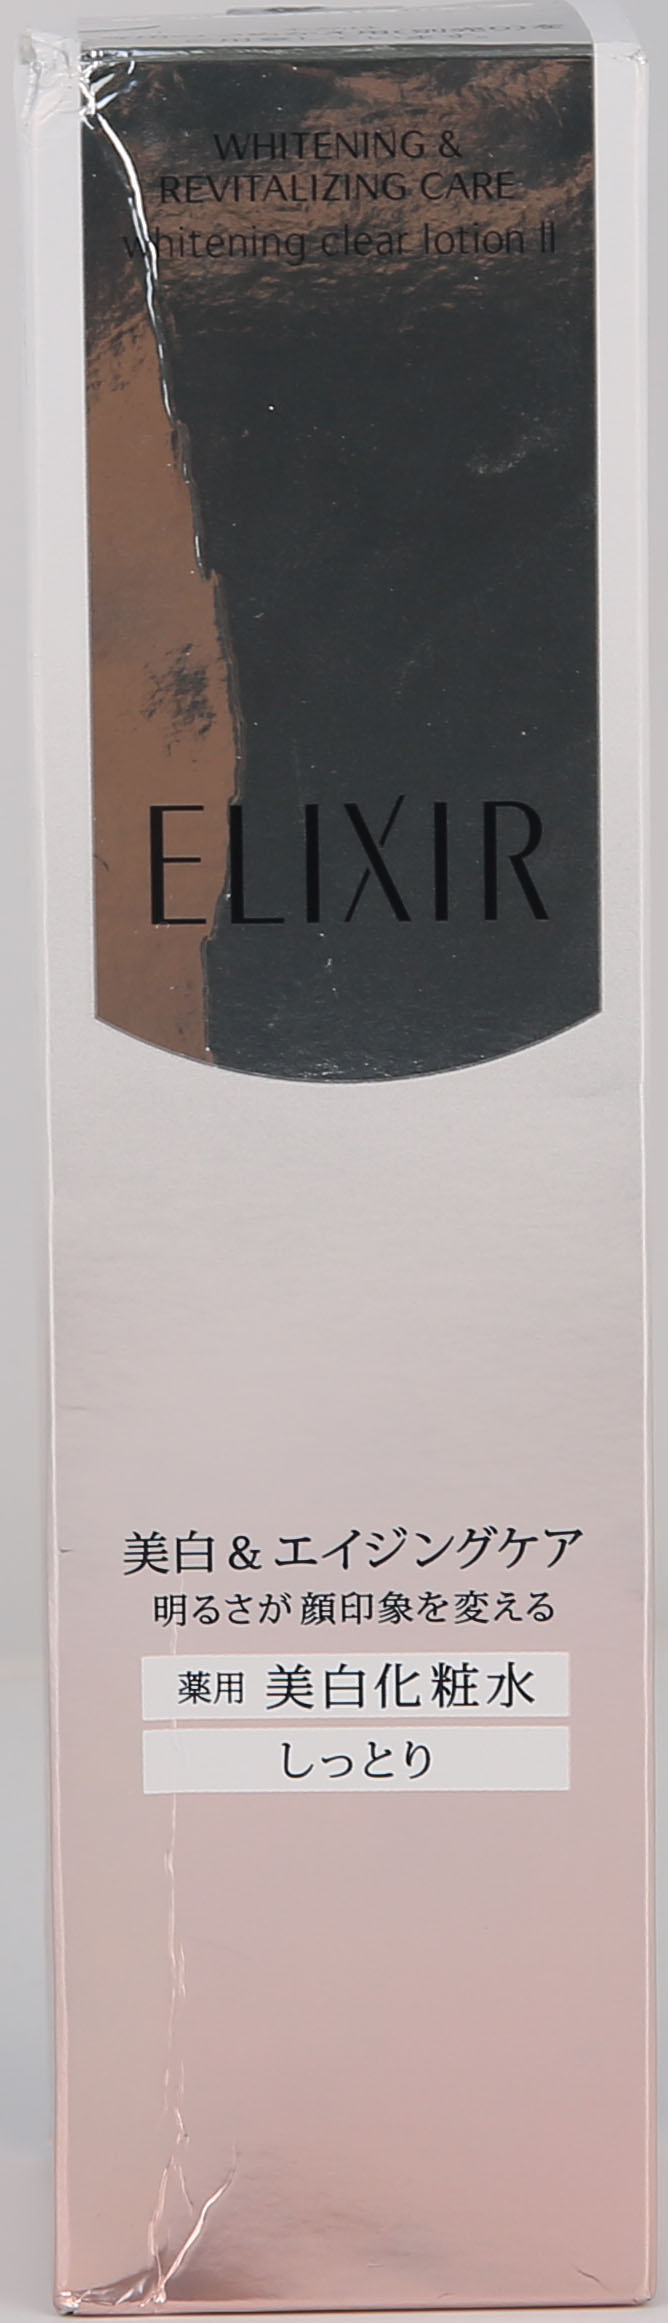 WHITENING &
REVITALIZING CARE
whitening clear lotion II
ELIXIR
美白&エイジングケア
明るさが顔印象を変える
薬用 美白化粧水
しっとり